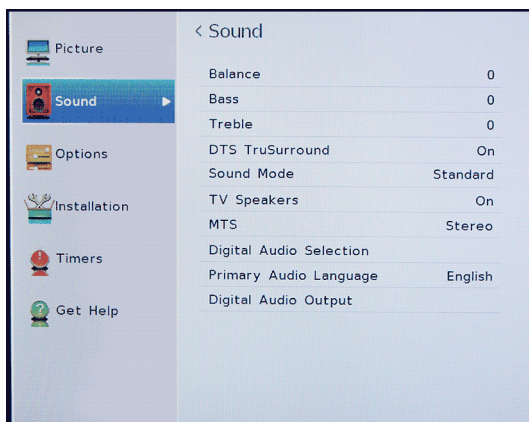 Picture
Sound
Options
Installation
Timers
Get Help
< Sound
Balance 0
Bass 0
Treble 0
DTS TruSurround On
Sound Mode Standard
TV Speakers On
MTS Stereo
Digital Audio Selection
Primary Audio Language English
Digital Audio Output